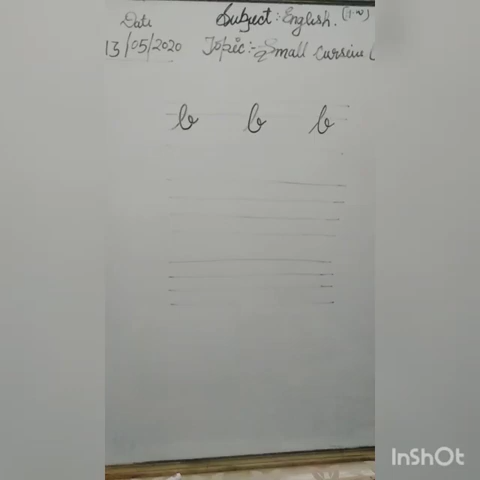 Date Subject: English.
13/05/2020 Topic:- Small cursive
b b b
InShOt